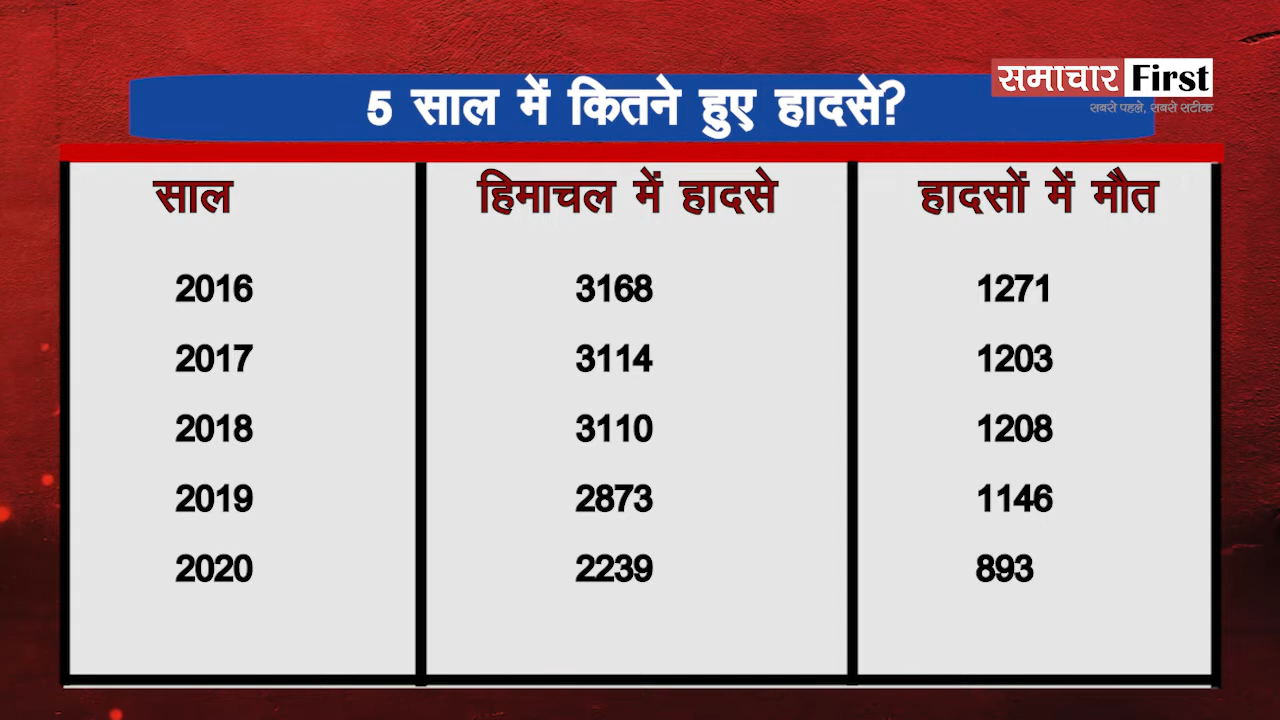 समाचार First
सबसे पहले, सबसे सटीक
5 साल में कितने हुए हादसे?
साल हिमाचल में हादसे हादसों में मौत
2016 3168 1271
2017 3114 1203
2018 3110 1208
2019 2873 1146
2020 2239 893